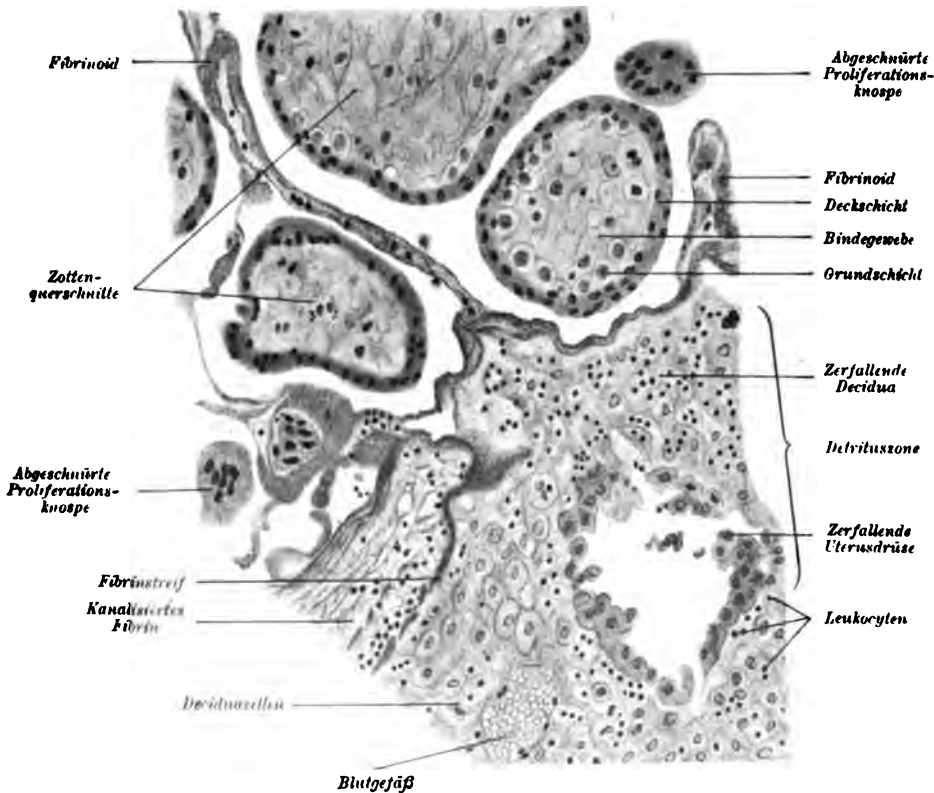 Fibrinoid
Zotten-
querschnitte
Abgeschnürte
Proliferations-
knospe
Fibrinstreif
Kanalisiertes
Fibrin
Deciduazellen
Blutgefäß
Abgeschnürte
Proliferations-
knospe
Fibrinoid
Deckschicht
Bindegewebe
Grundschicht
Zerfallende
Decidua
Detrituszone
Zerfallende
Uterusdrüse
Leukocyten